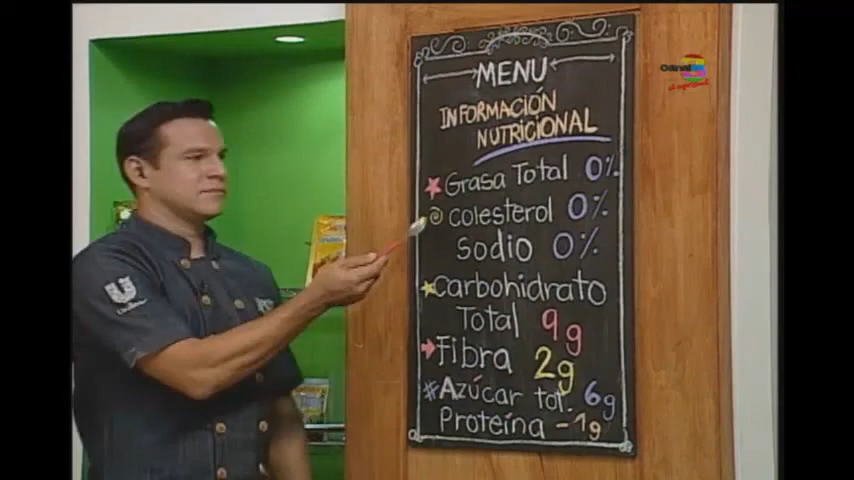 MENU
INFORMACIÓN
NUTRICIONAL
Grasa Total 0%
Colesterol 0%
Sodio 0%
Carbohidrato
Total 9g
Fibra 2g
#Azúcar tot. 6g
Proteína -1g